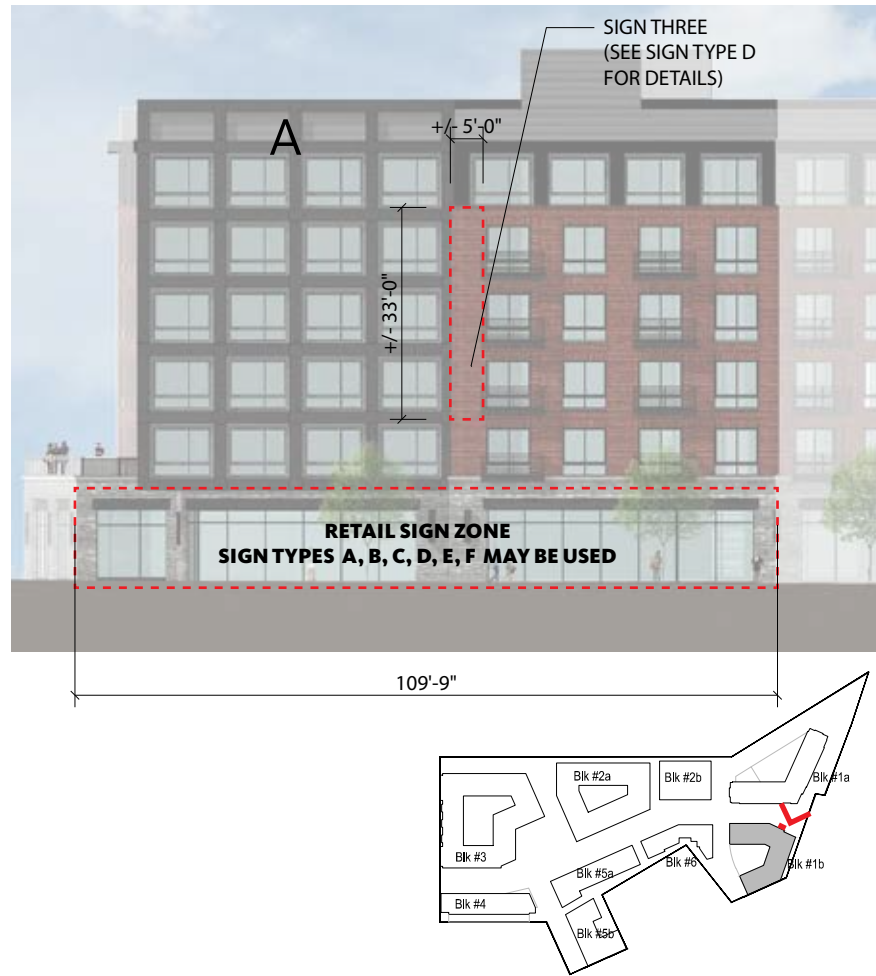 SIGN THREE
(SEE SIGN TYPE D
FOR DETAILS)
A
+/- 5'-0"
+/- 33'-0"
RETAIL SIGN ZONE
SIGN TYPES A, B, C, D, E, F MAY BE USED
109'-9"
Blk #1a
Blk #2a
Blk #2b
Blk #3
Blk #6
Blk #1b
Blk #5a
Blk #4
Blk #5b